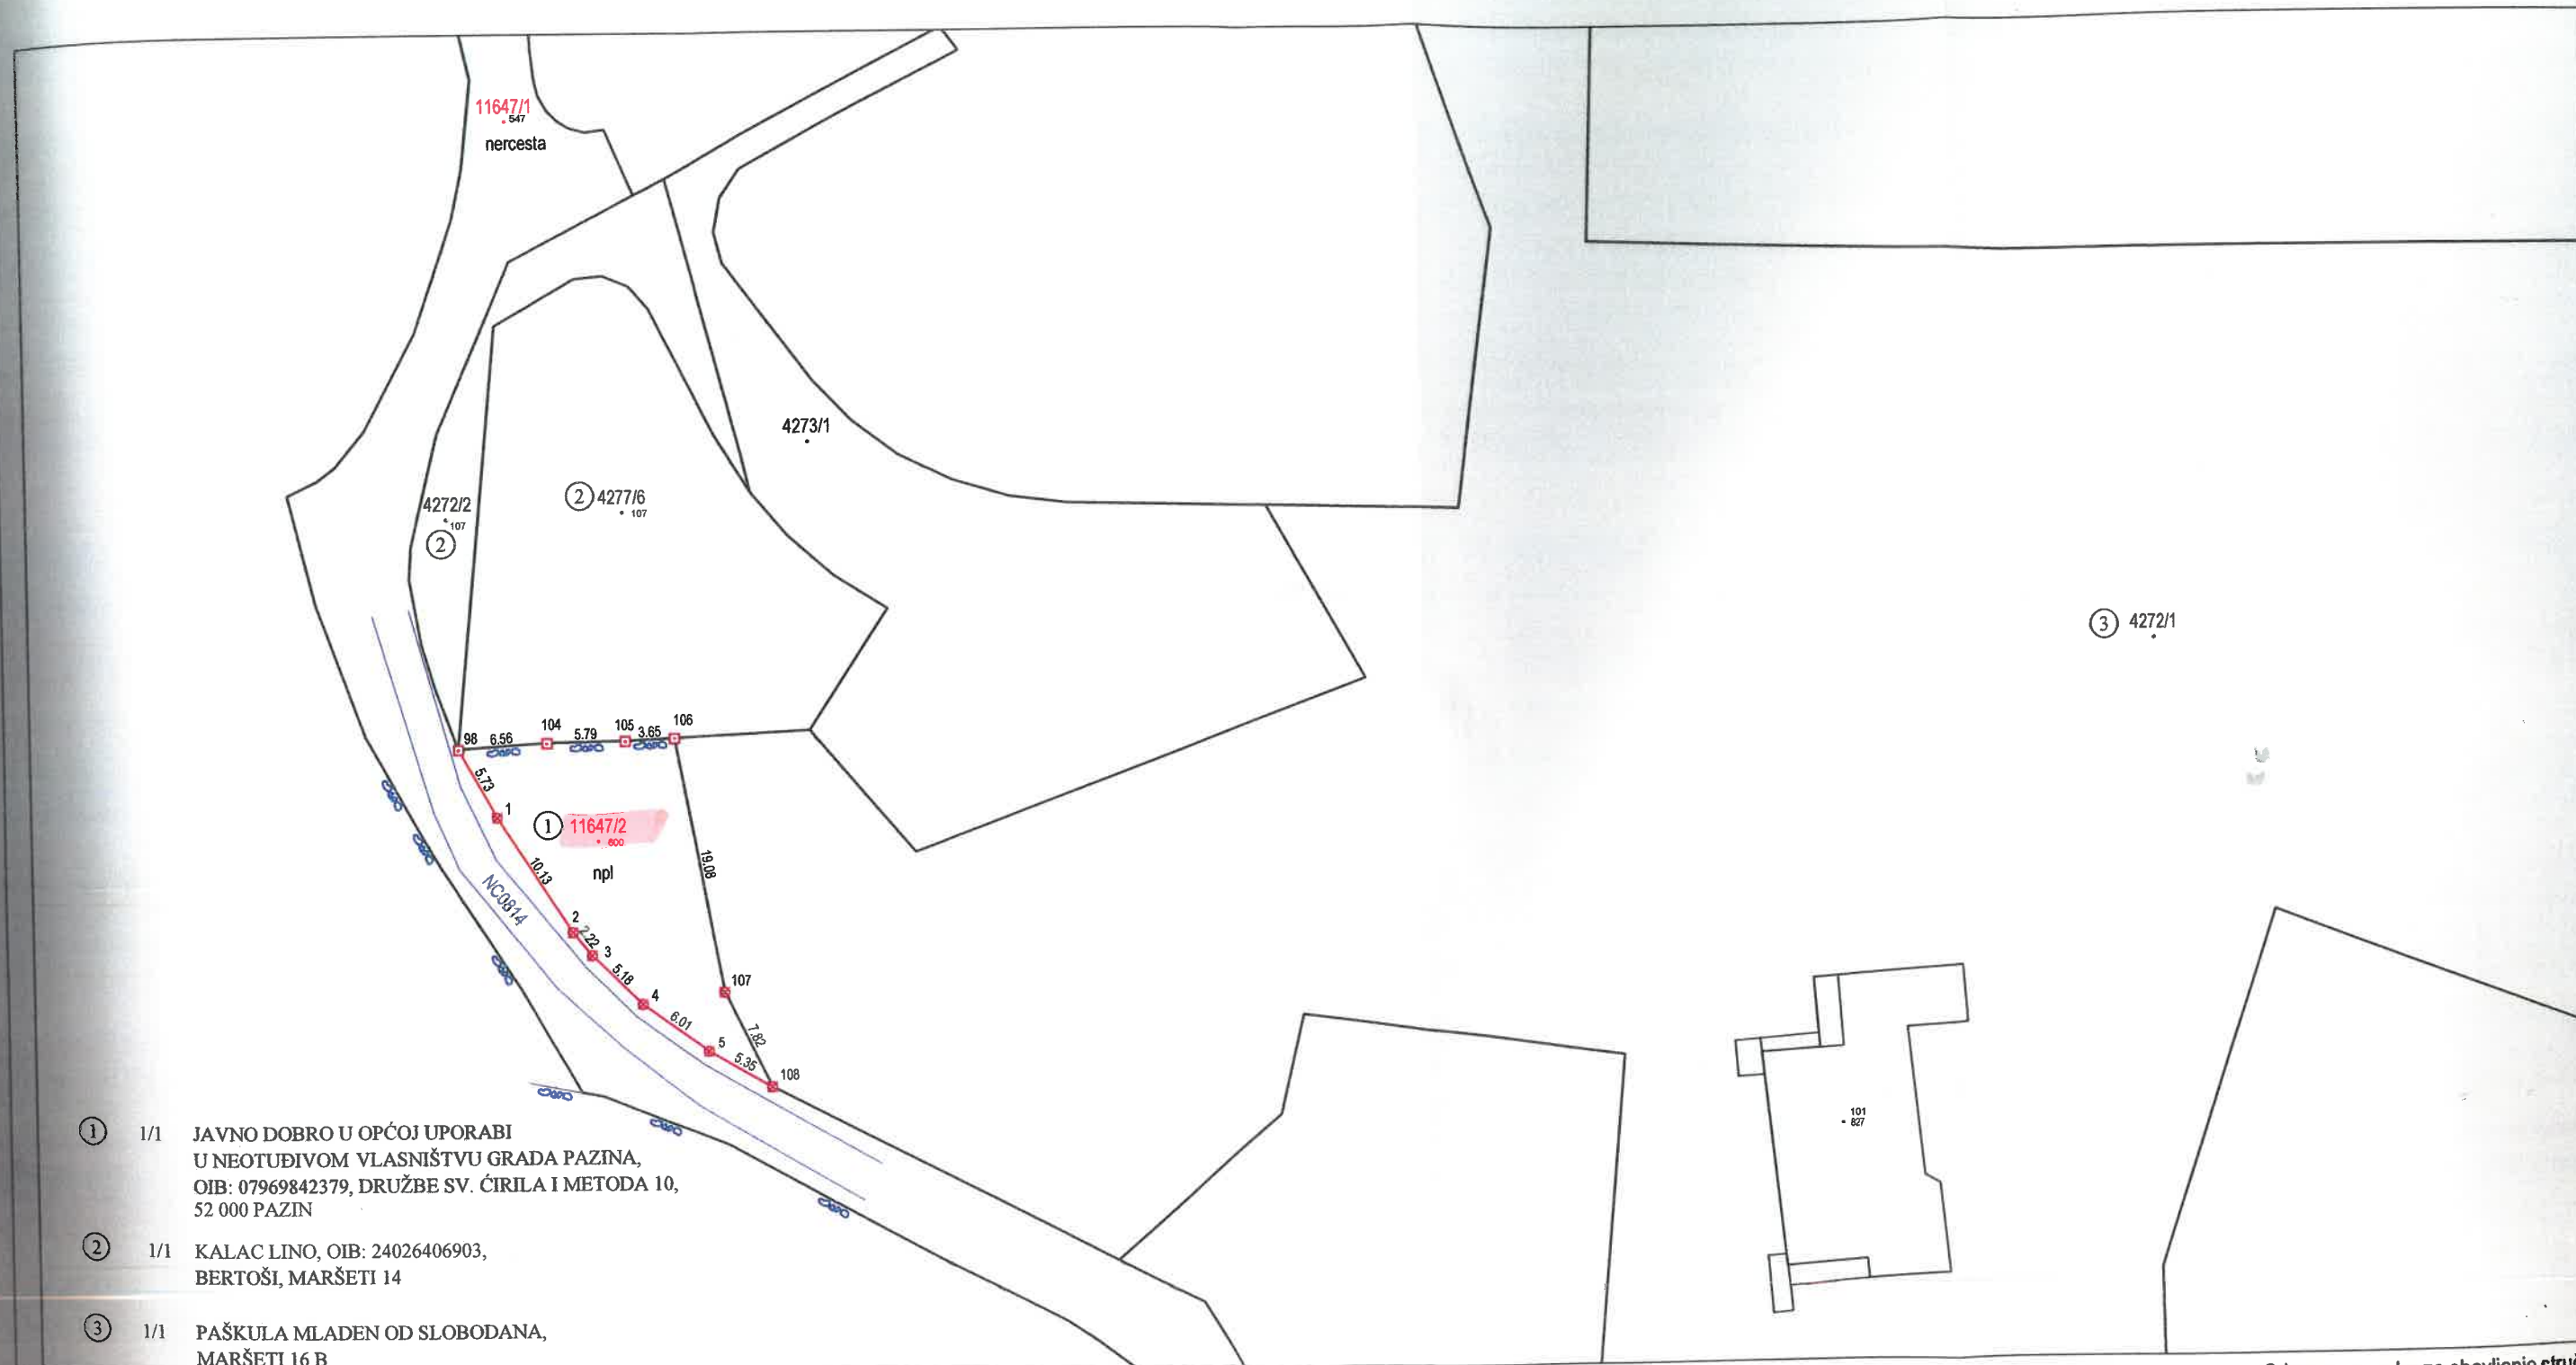 11647/1
547
nercesta
4273/1
4272/2
107
2
2 4277/6
107
3 4272/1
98 6.56 104 5.79 105 3.65 106
5.73
1
1 11647/2
600
npl
10.13
19.08
NC0814
2
2.22
3
5.18
4
6.01
5
5.35
107
7.82
108
101
827
1 1/1 JAVNO DOBRO U OPĆOJ UPORABI
U NEOTUĐIVOM VLASNIŠTVU GRADA PAZINA,
OIB: 07969842379, DRUŽBE SV. ĆIRILA I METODA 10,
52 000 PAZIN
2 1/1 KALAC LINO, OIB: 24026406903,
BERTOŠI, MARŠETI 14
3 1/1 PAŠKULA MLADEN OD SLOBODANA,
MARŠETI 16 B
za obavljanje